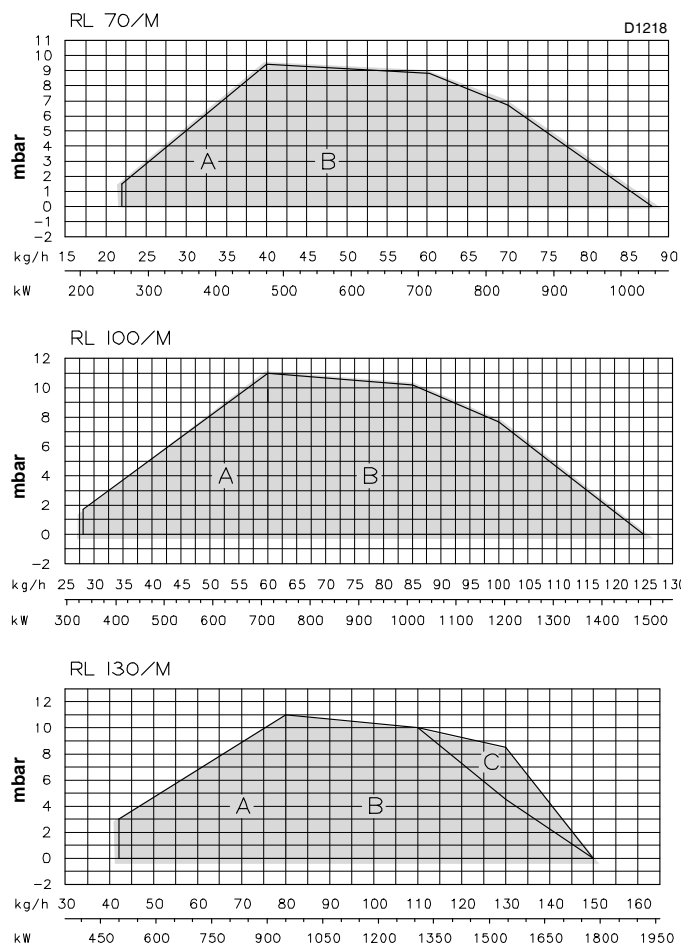 RL 70/M
D1218
11
10
9
8
7
6
5
4
3
2
1
0
-1
-2
mbar
A
B
kg/h 15 20 25 30 35 40 45 50 55 60 65 70 75 80 85 90
kW 200 300 400 500 600 700 800 900 1000
RL 100/M
12
10
8
6
4
2
0
-2
mbar
A
B
kg/h 25 30 35 40 45 50 55 60 65 70 75 80 85 90 95 100 105 110 115 120 125 130
kW 300 400 500 600 700 800 900 1000 1100 1200 1300 1400 1500
RL 130/M
12
10
8
6
4
2
0
-2
mbar
A
B
C
kg/h 30 40 50 60 70 80 90 100 110 120 130 140 150 160
kW 450 600 750 900 1050 1200 1350 1500 1650 1800 1950